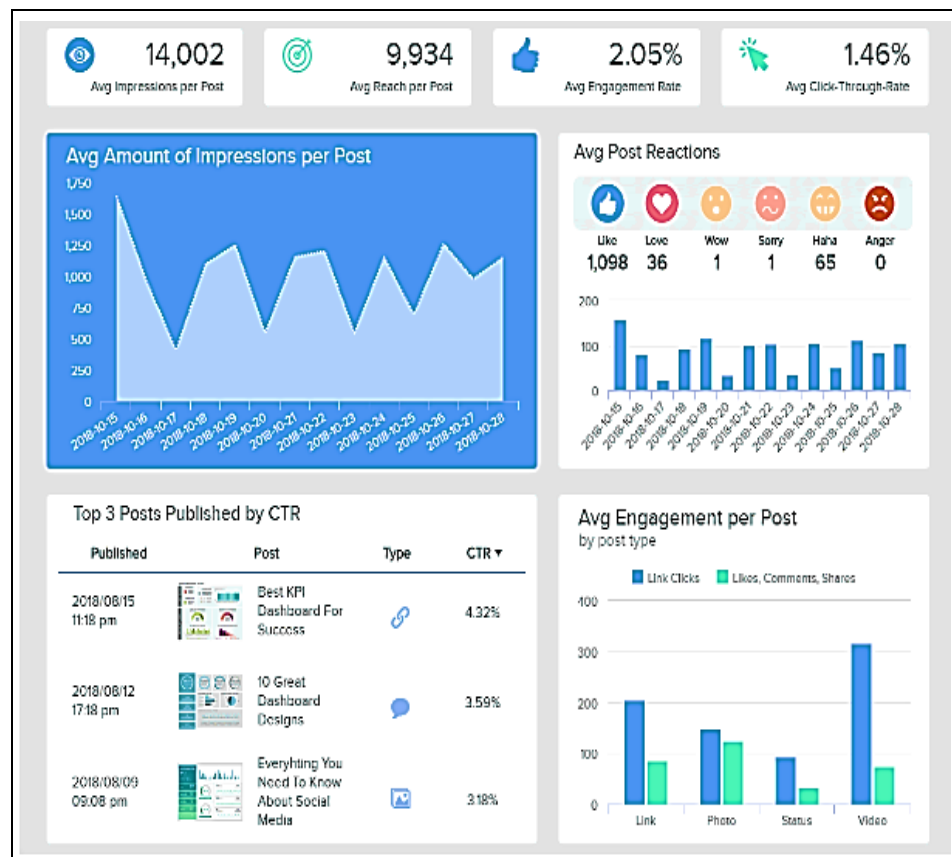 14,002
Avg Impressions per Post
9,934
Avg Reach per Post
2.05%
Avg Engagement Rate
1.46%
Avg Click-Through-Rate
Avg Amount of Impressions per Post
1,750
1,500
1,250
1,000
750
500
250
0
2018-10-15
2018-10-16
2018-10-17
2018-10-18
2018-10-19
2018-10-20
2018-10-21
2018-10-22
2018-10-23
2018-10-24
2018-10-25
2018-10-26
2018-10-27
2018-10-28
Avg Post Reactions
Like Love Wow Sorry Haha Anger
1,098 36 1 1 65 0
200
100
0
2018-10-15
2018-10-16
2018-10-17
2018-10-18
2018-10-19
2018-10-20
2018-10-21
2018-10-22
2018-10-23
2018-10-24
2018-10-25
2018-10-26
2018-10-27
2018-10-28
Top 3 Posts Published by CTR
Published Post Type CTR ▼
2018/08/15
11:18 pm
Best KPI
Dashboard For
Success
4.32%
2018/08/12
17:18 pm
10 Great
Dashboard
Designs
3.59%
2018/08/09
09:08 pm
Everyhting You
Need To Know
About Social
Media
3.18%
Avg Engagement per Post
by post type
Link Clicks Likes, Comments, Shares
400
300
200
100
0
Link Photo Status Video